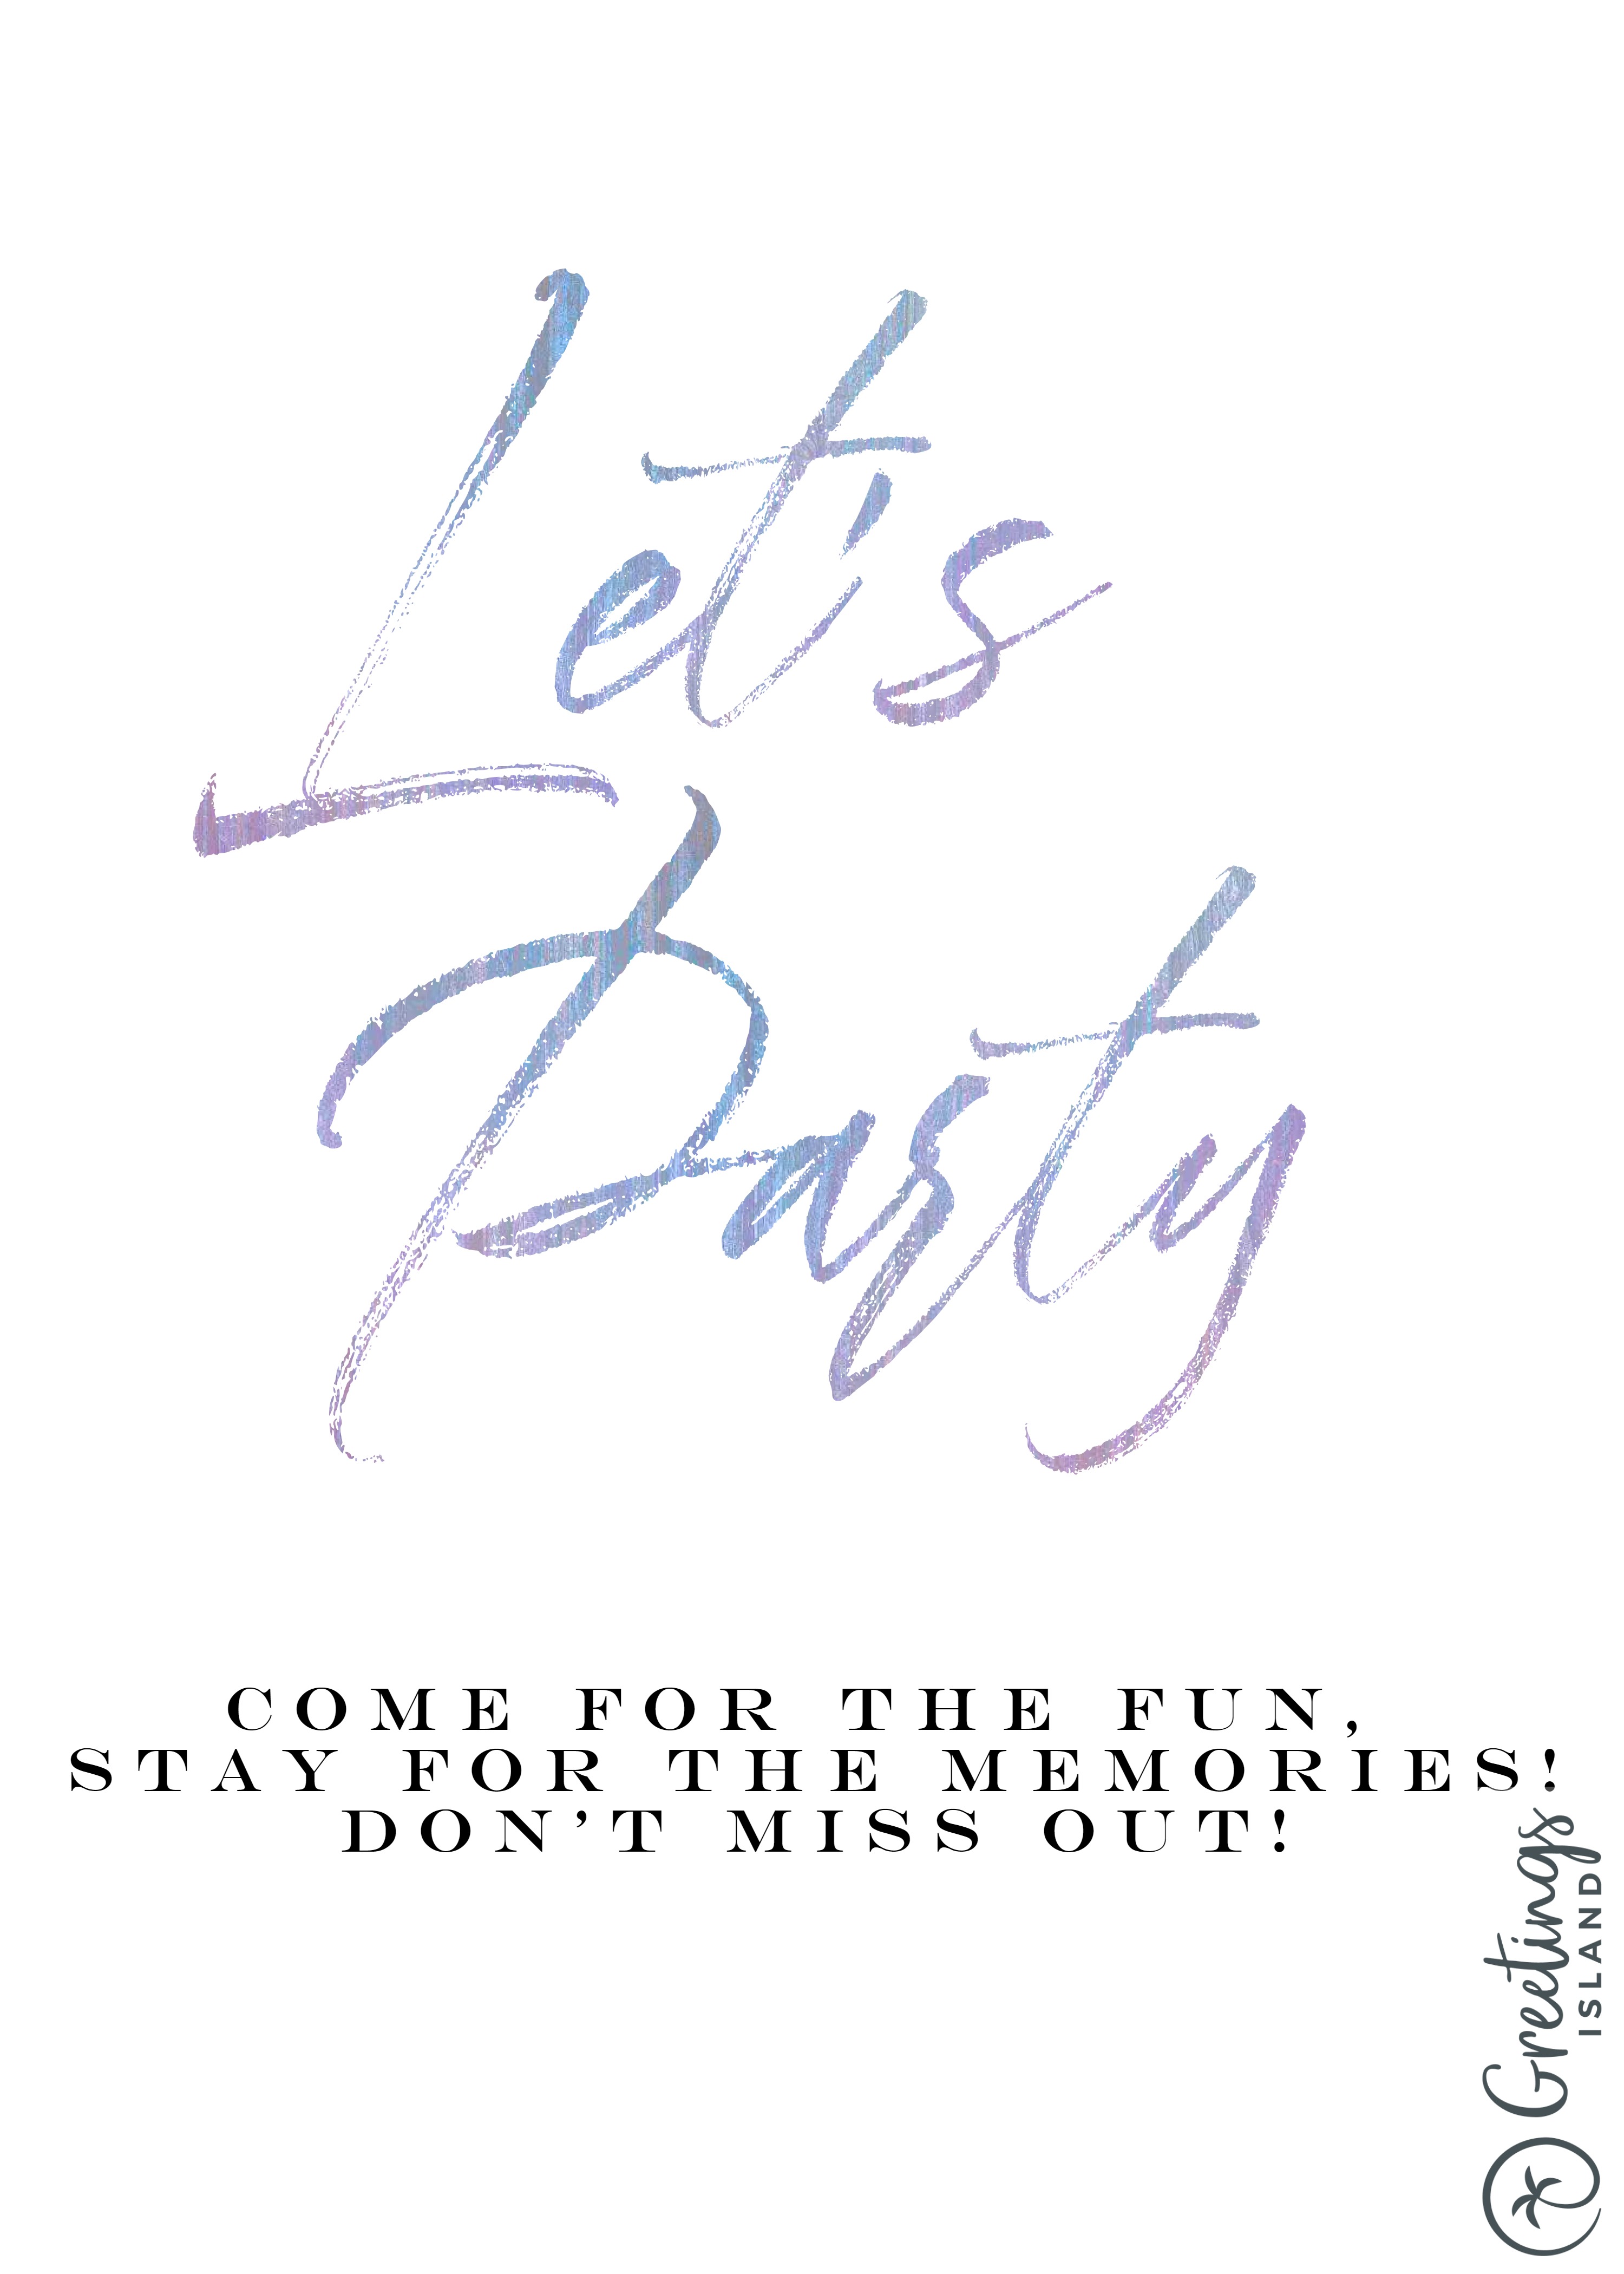 Let's
Party
COME FOR THE FUN,
STAY FOR THE MEMORIES!
DON'T MISS OUT!
Greetings
ISLAND